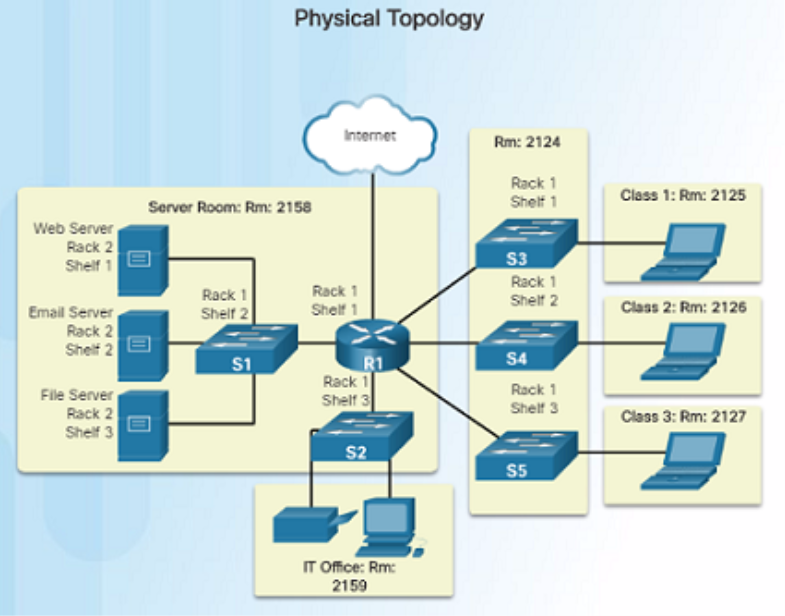 Physical Topology
Internet
Server Room: Rm: 2158
Web Server
Rack 2
Shelf 1
Email Server
Rack 2
Shelf 2
File Server
Rack 2
Shelf 3
Rack 1
Shelf 2
S1
Rack 1
Shelf 1
R1
Rack 1
Shelf 3
S2
IT Office: Rm:
2159
Rm: 2124
Rack 1
Shelf 1
S3
Rack 1
Shelf 2
S4
Rack 1
Shelf 3
S5
Class 1: Rm: 2125
Class 2: Rm: 2126
Class 3: Rm: 2127